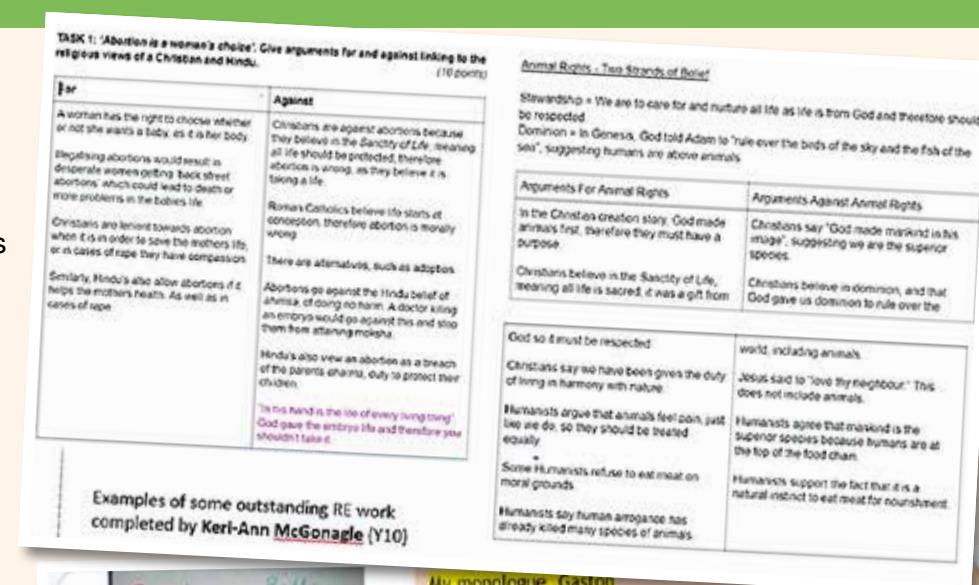 TASK 1: 'Abortion is a woman's choice'. Give arguments for and against linking to the
religious views of a Christian and Hindu.
(10 points)
For
A woman has the right to choose whether
or not she wants a baby, as it is her body.
Illegalising abortions would result in
desperate women getting 'back street
abortions' which could lead to death or
more problems in the babies life.
Christians are lenient towards abortion
when it is in order to save the mothers life,
or in cases of rape they have compassion.
Similarly, Hindu's also allow abortions if it
helps the mothers health. As well as in
cases of rape.
Against
Christians are against abortions because
they believe in the Sanctity of Life, meaning
all life should be protected, therefore
abortion is wrong, as they believe it is
taking a life.
Roman Catholics believe life starts at
conception, therefore abortion is morally
wrong.
There are alternatives, such as adoption.
Abortions go against the Hindu belief of
ahimsa, of doing no harm. A doctor killing
an embryo would go against this and stop
them from attaining moksha.
Hindu's also view an abortion as a breach
of the parents dharma, duty to protect their
children.
"In his hand is the life of every living thing"
God gave the embryo life and therefore you
shouldn't take it.
Examples of some outstanding RE work
completed by Keri-Ann McGonagle (Y10)
Animal Rights - Two Strands of Belief
Stewardship = We are to care for and nurture all life as life is from God and therefore should
be respected
Dominion = In Genesis, God told Adam to "rule over the birds of the sky and the fish of the
sea", suggesting humans are above animals
Arguments For Animal Rights
In the Christian creation story, God made
animals first, therefore they must have a
purpose.
Christians believe in the Sanctity of Life,
meaning all life is sacred, it was a gift from
God so it must be respected
Christians say we have been given the duty
of living in harmony with nature.
Humanists argue that animals feel pain, just
like we do, so they should be treated
equally.
Some Humanists refuse to eat meat on
moral grounds.
Humanists say human arrogance has
already killed many species of animals.
Arguments Against Animal Rights
Christians say "God made mankind in his
image", suggesting we are the superior
species.
Christians believe in dominion, and that
God gave us dominion to rule over the
world, including animals.
Jesus said to "love thy neighbour." This
does not include animals.
Humanists agree that mankind is the
superior species because humans are at
the top of the food chain.
Humanists support the fact that it is a
natural instinct to eat meat for nourishment.
My monologue Gaston